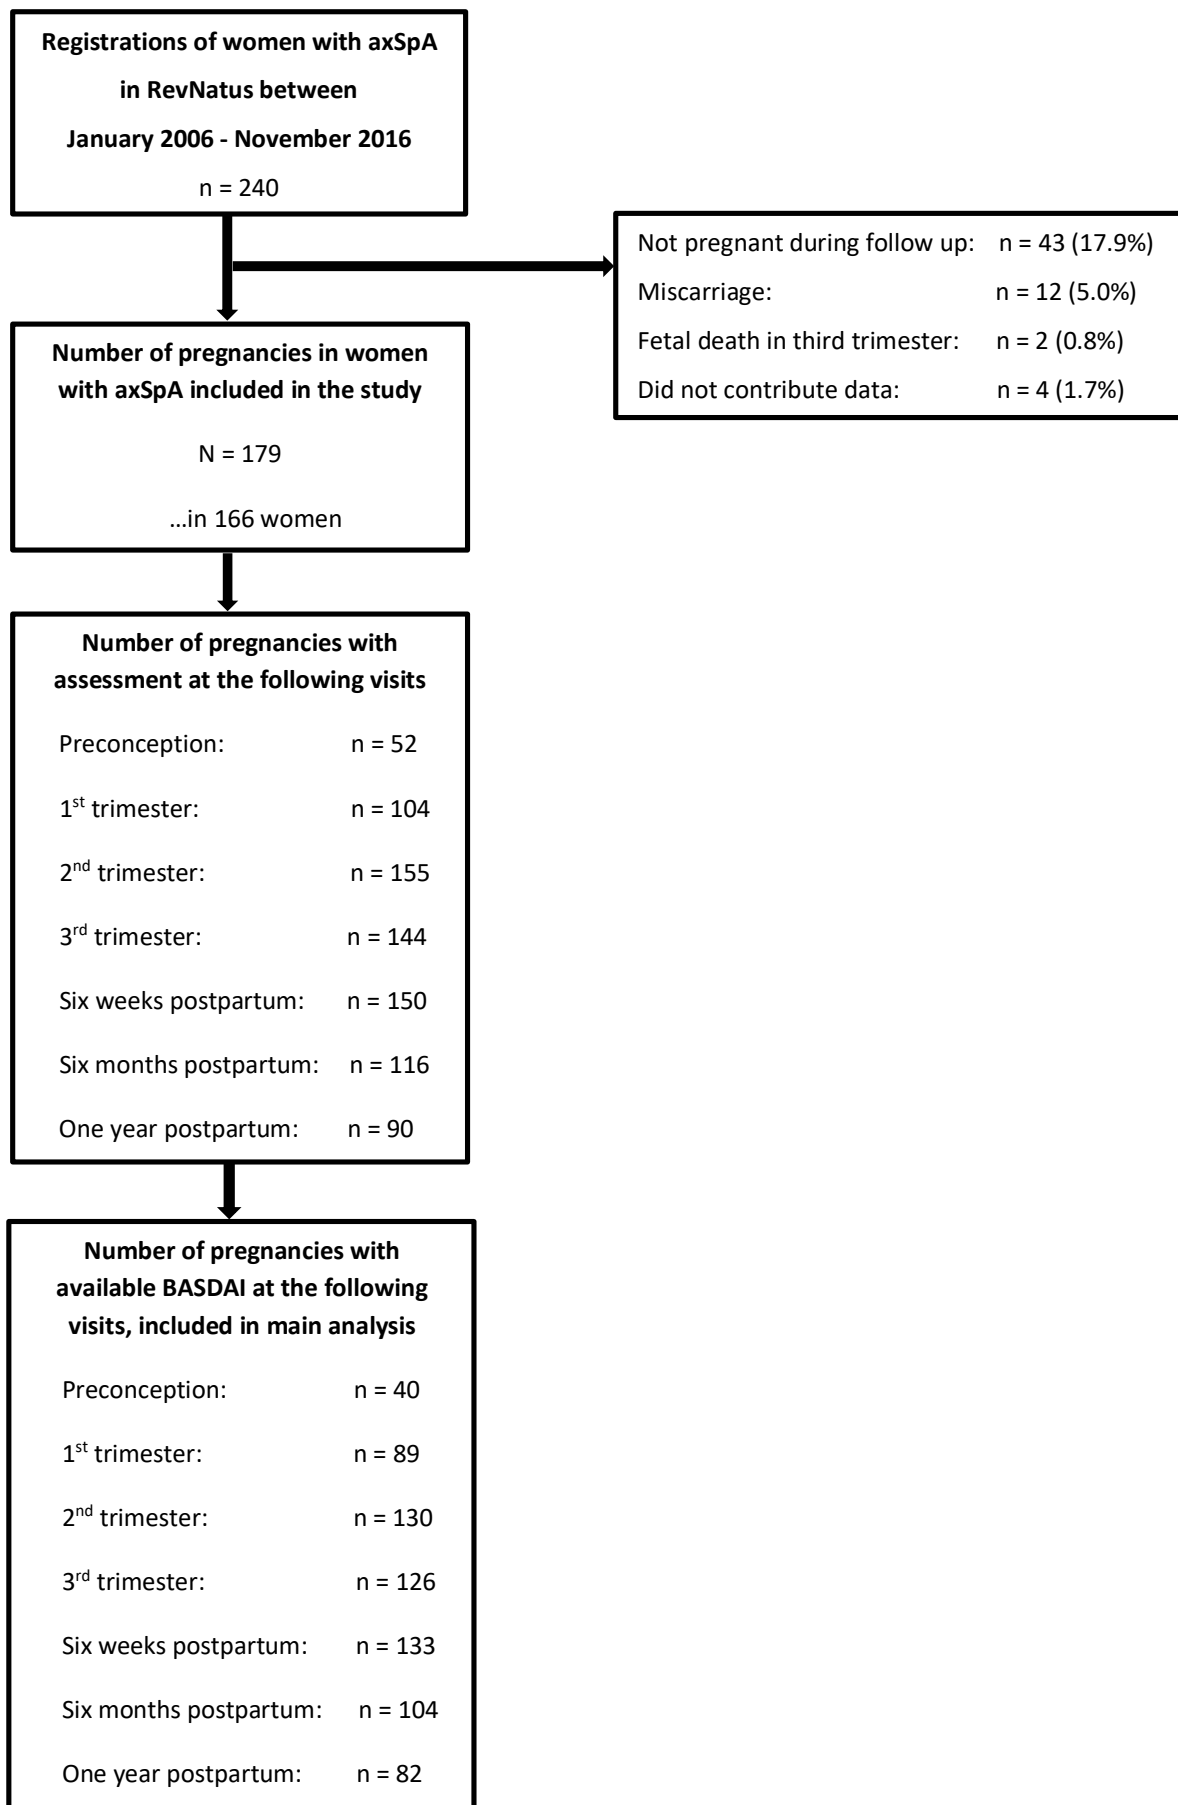 Registrations of women with axSpA
in RevNatus between
January 2006 - November 2016
n = 240
Not pregnant during follow up: n = 43 (17.9%)
Miscarriage: n = 12 (5.0%)
Fetal death in third trimester: n = 2 (0.8%)
Did not contribute data: n = 4 (1.7%)
Number of pregnancies in women
with axSpA included in the study
N = 179
...in 166 women
Number of pregnancies with
assessment at the following visits
Preconception: n = 52
1st trimester: n = 104
2nd trimester: n = 155
3rd trimester: n = 144
Six weeks postpartum: n = 150
Six months postpartum: n = 116
One year postpartum: n = 90
Number of pregnancies with
available BASDAI at the following
visits, included in main analysis
Preconception: n = 40
1st trimester: n = 89
2nd trimester: n = 130
3rd trimester: n = 126
Six weeks postpartum: n = 133
Six months postpartum: n = 104
One year postpartum: n = 82